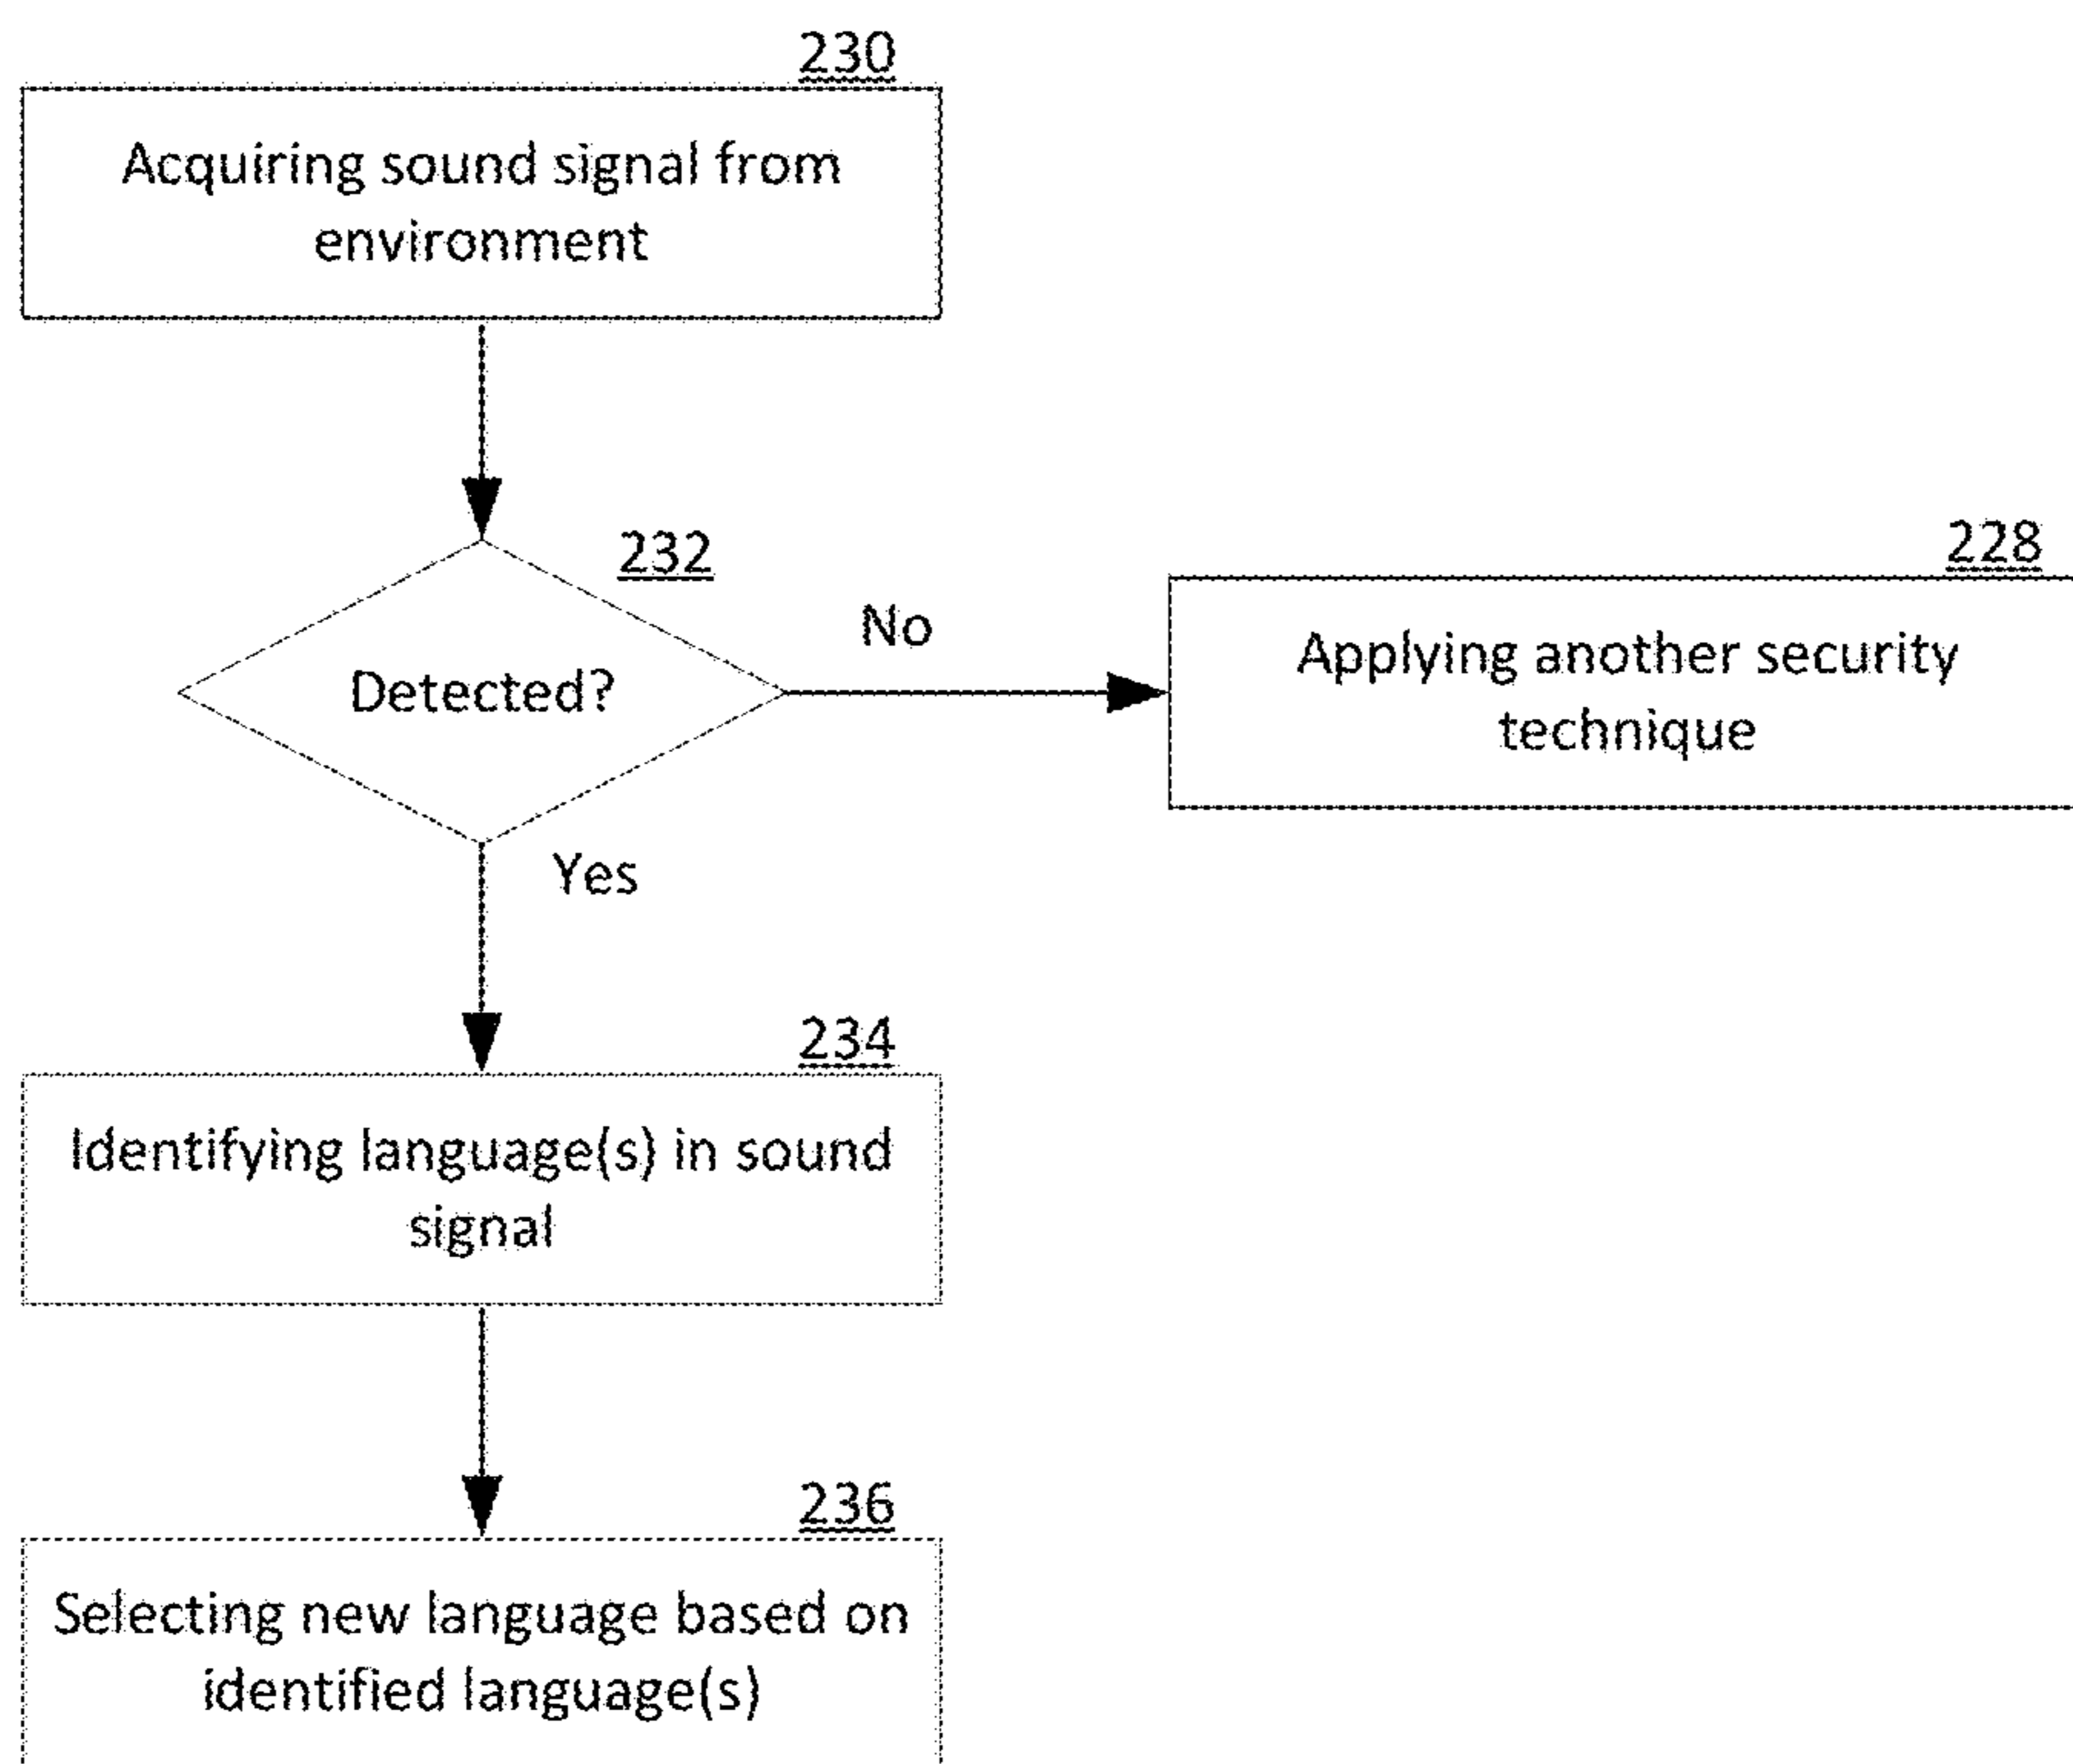 230
Acquiring sound signal from
environment
232
Detected?
No
228
Applying another security
technique
Yes
234
Identifying language(s) in sound
signal
236
Selecting new language based on
identified language(s)